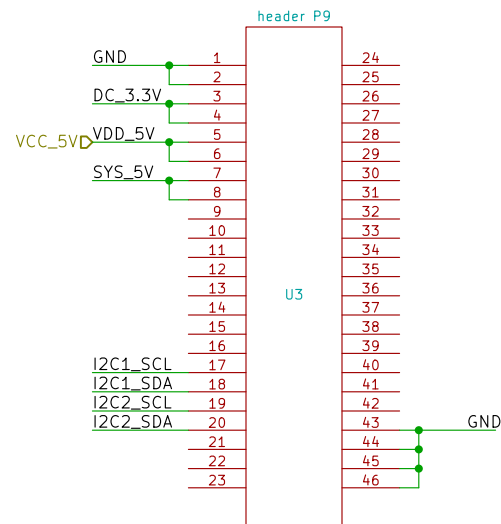 header P9
GND 1 24
2 25
DC_3.3V 3 26
4 27
VCC_5V VDD_5V 5 28
6 29
SYS_5V 7 30
8 31
9 32
10 33
11 34
12 35
13 36
U3
14 37
15 38
16 39
I2C1_SCL 17 40
I2C1_SDA 18 41
I2C2_SCL 19 42
I2C2_SDA 20 43 GND
21 44
22 45
23 46